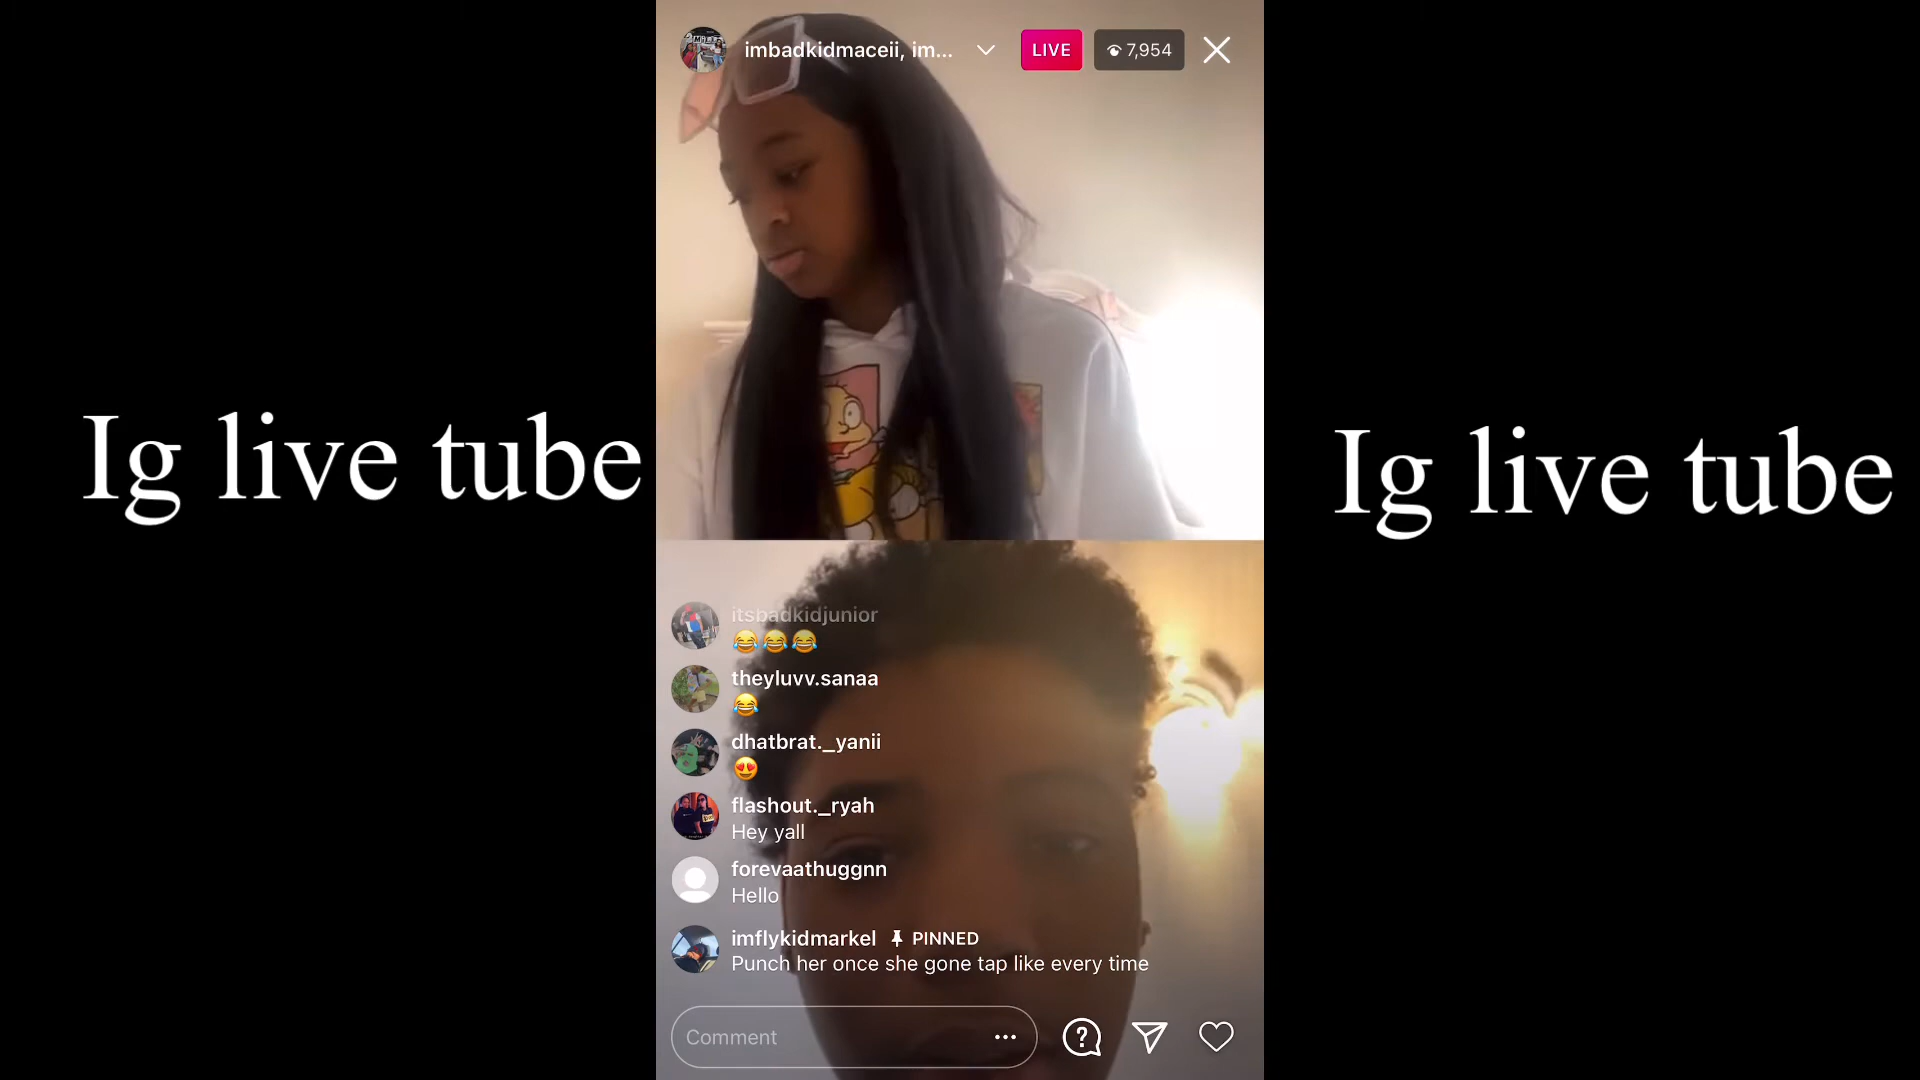 imbadkidmaceii, im...
LIVE
7,954
Ig live tube
Ig live tube
itsbadkidjunior
😂😂😂
theyluvv.sanaa
😂
dhatbrat._yanii
😍
flashout._ryah
Hey yall
forevaathuggnn
Hello
imflykidmarkel PINNED
Punch her once she gone tap like every time
Comment